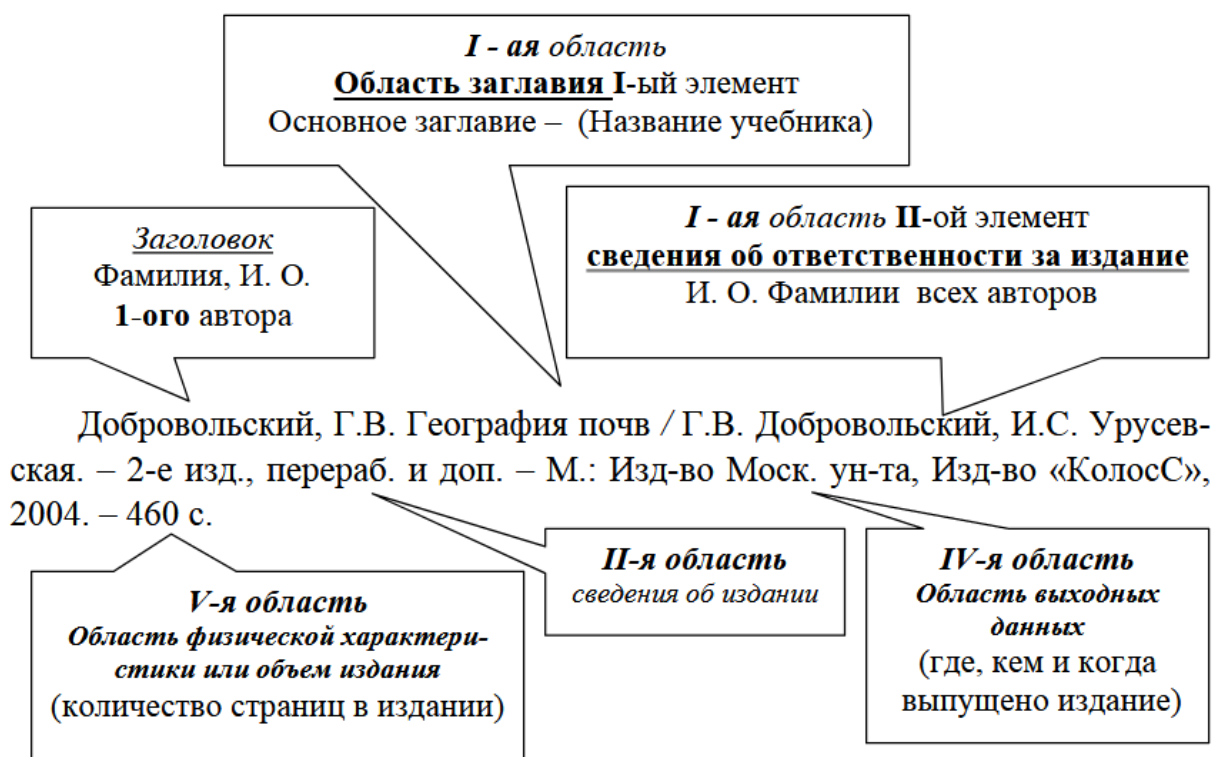 I - ая область
Область заглавия I-ый элемент
Основное заглавие – (Название учебника)
Заголовок
Фамилия, И. О.
1-ого автора
I - ая область II-ой элемент
сведения об ответственности за издание
И. О. Фамилии всех авторов
Добровольский, Г.В. География почв / Г.В. Добровольский, И.С. Урусев-
ская. – 2-е изд., перераб. и доп. – М.: Изд-во Моск. ун-та, Изд-во «КолосС»,
2004. – 460 с.
V-я область
Область физической характери-
стики или объем издания
(количество страниц в издании)
II-я область
сведения об издании
IV-я область
Область выходных
данных
(где, кем и когда
выпущено издание)